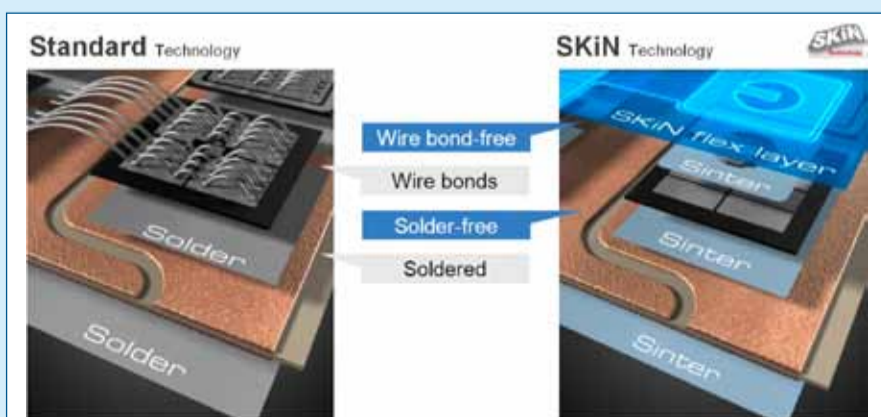 Standard Technology
SKiN Technology
SKiN
Wire bond-free
Wire bonds
Solder-free
Soldered
Solder
Solder
SKiN flex layer
Sinter
Sinter
Sinter